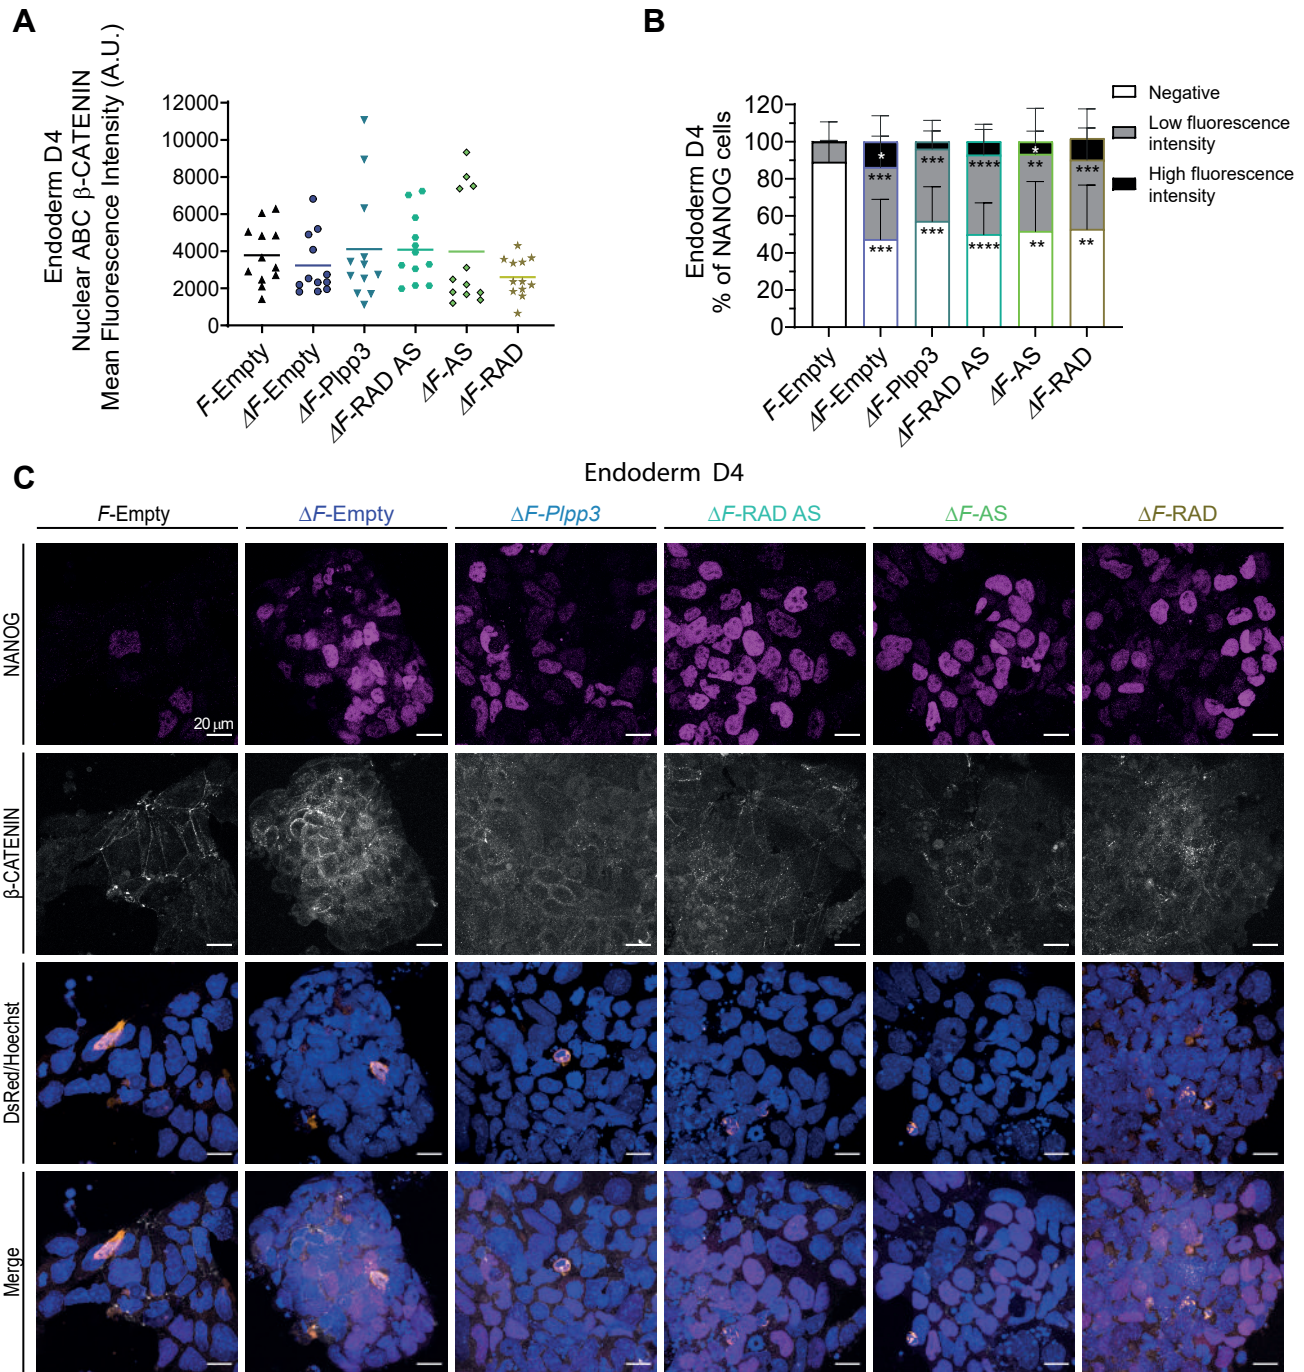 A
Endoderm D4
Nuclear ABC β-CATENIN
Mean Fluorescence Intensity (A.U.)
12000
10000
8000
6000
4000
2000
0
F-Empty
ΔF-Empty
ΔF-Plpp3
ΔF-RAD AS
ΔF-AS
ΔF-RAD
B
Endoderm D4
% of NANOG cells
120
100
80
60
40
20
0
*
***
***
***
***
****
****
*
**
**
***
**
F-Empty
ΔF-Empty
ΔF-Plpp3
ΔF-RAD AS
ΔF-AS
ΔF-RAD
Negative
Low fluorescence
intensity
High fluorescence
intensity
C
Endoderm D4
F-Empty
ΔF-Empty
ΔF-Plpp3
ΔF-RAD AS
ΔF-AS
ΔF-RAD
NANOG
20 μm
β-CATENIN
DsRed/Hoechst
Merge